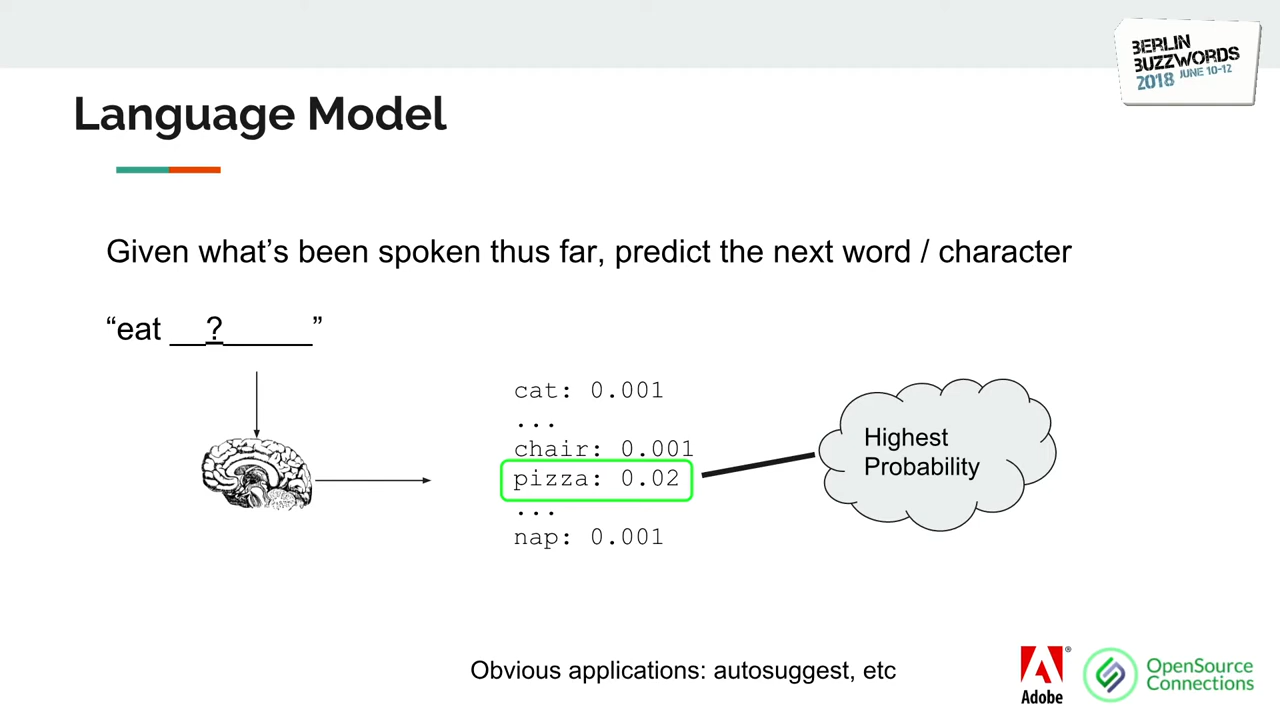 BERLIN
BUZZWORDS
2018 JUNE 10-12
Language Model
Given what’s been spoken thus far, predict the next word / character
“eat __?_____”
cat: 0.001
...
chair: 0.001
pizza: 0.02
...
nap: 0.001
Highest
Probability
Obvious applications: autosuggest, etc
Adobe®
OpenSource
Connections